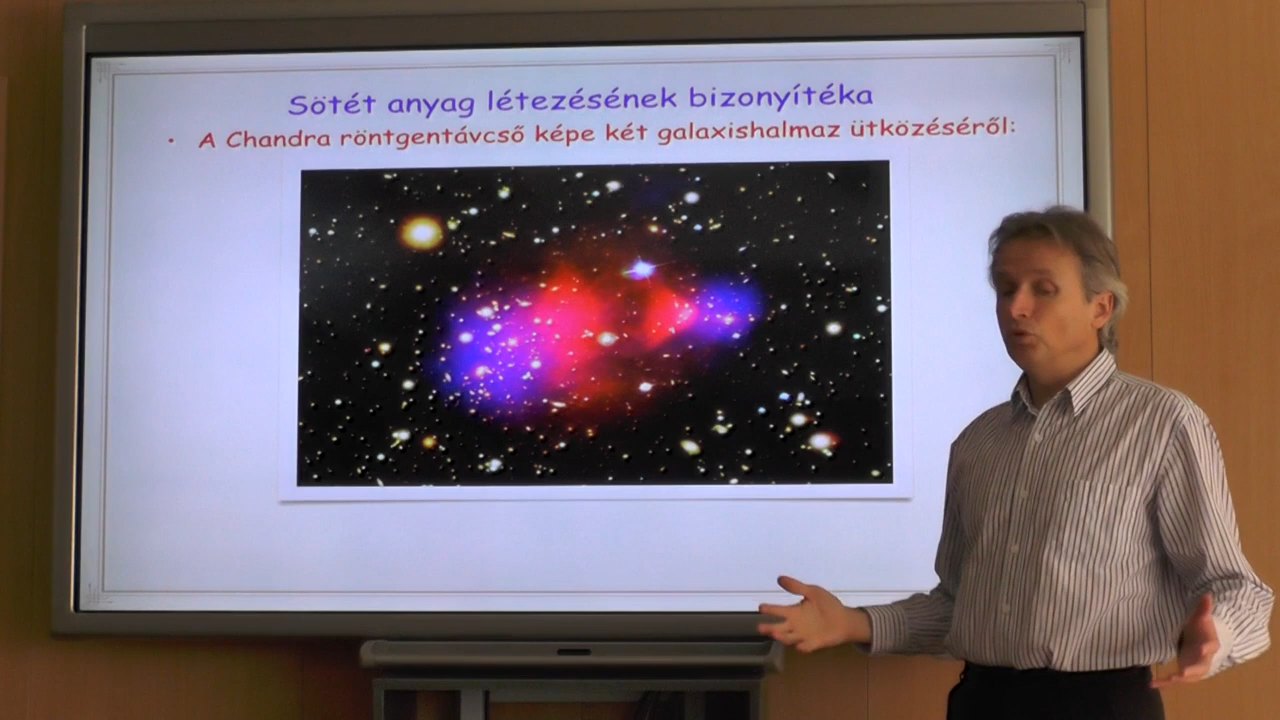 Sötét anyag létezésének bizonyítéka
• A Chandra röntgentávcső képe két galaxishalmaz ütközéséről: